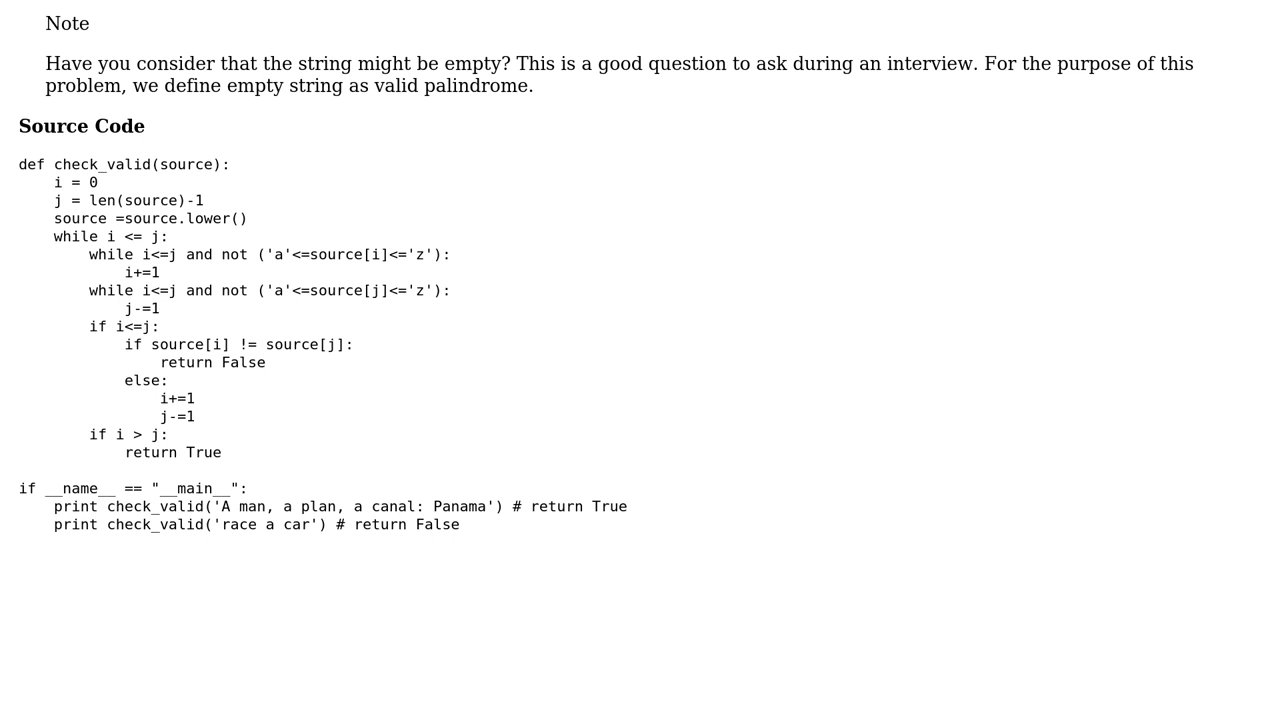 Note
Have you consider that the string might be empty? This is a good question to ask during an interview. For the purpose of this
problem, we define empty string as valid palindrome.
Source Code
def check_valid(source):
    i = 0
    j = len(source)-1
    source =source.lower()
    while i <= j:
        while i<=j and not ('a'<=source[i]<='z'):
            i+=1
        while i<=j and not ('a'<=source[j]<='z'):
            j-=1
        if i<=j:
            if source[i] != source[j]:
                return False
            else:
                i+=1
                j-=1
        if i > j:
            return True
if __name__ == "__main__":
    print check_valid('A man, a plan, a canal: Panama') # return True
    print check_valid('race a car') # return False